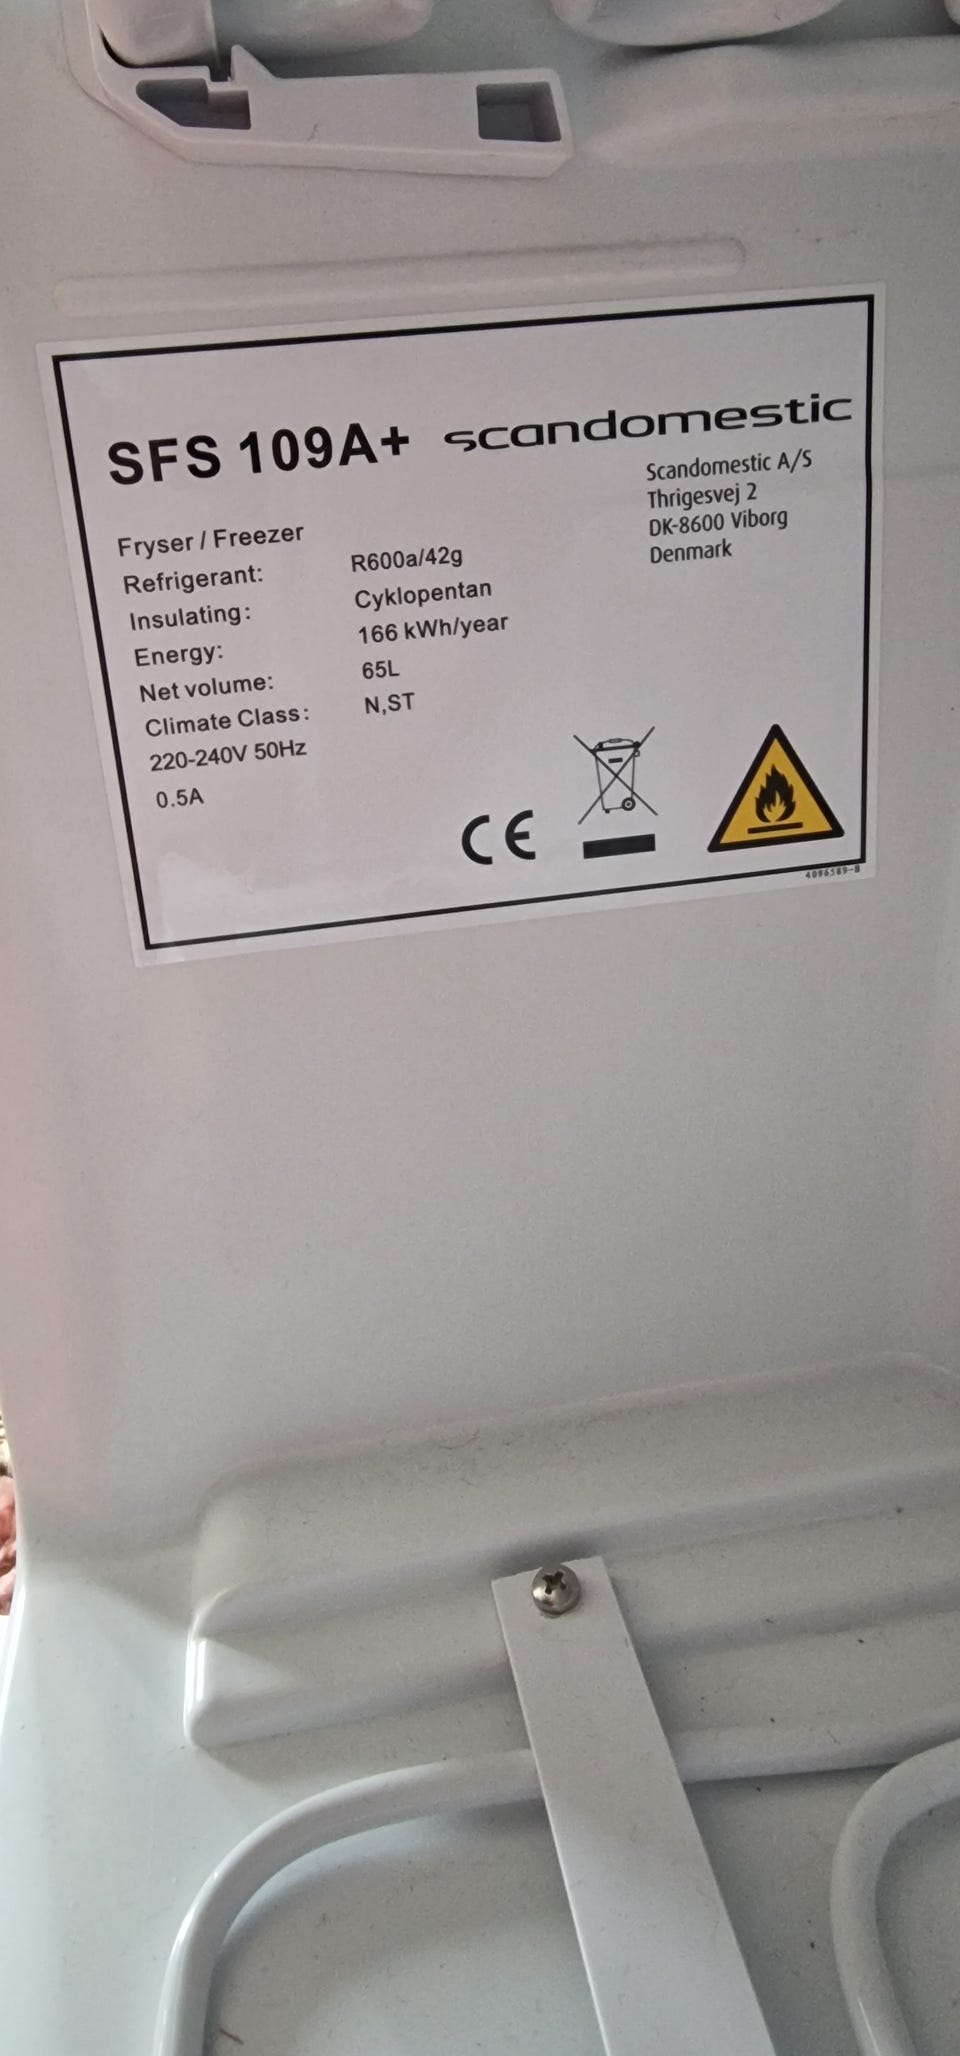 SFS 109A+ scandomestic
Scandomestic A/S
Thrigesvej 2
DK-8600 Viborg
Denmark
Fryser / Freezer
Refrigerant: R600a/42g
Insulating: Cyklopentan
Energy: 166 kWh/year
Net volume: 65L
Climate Class: N,ST
220-240V 50Hz
0.5A
CE
4096589-B